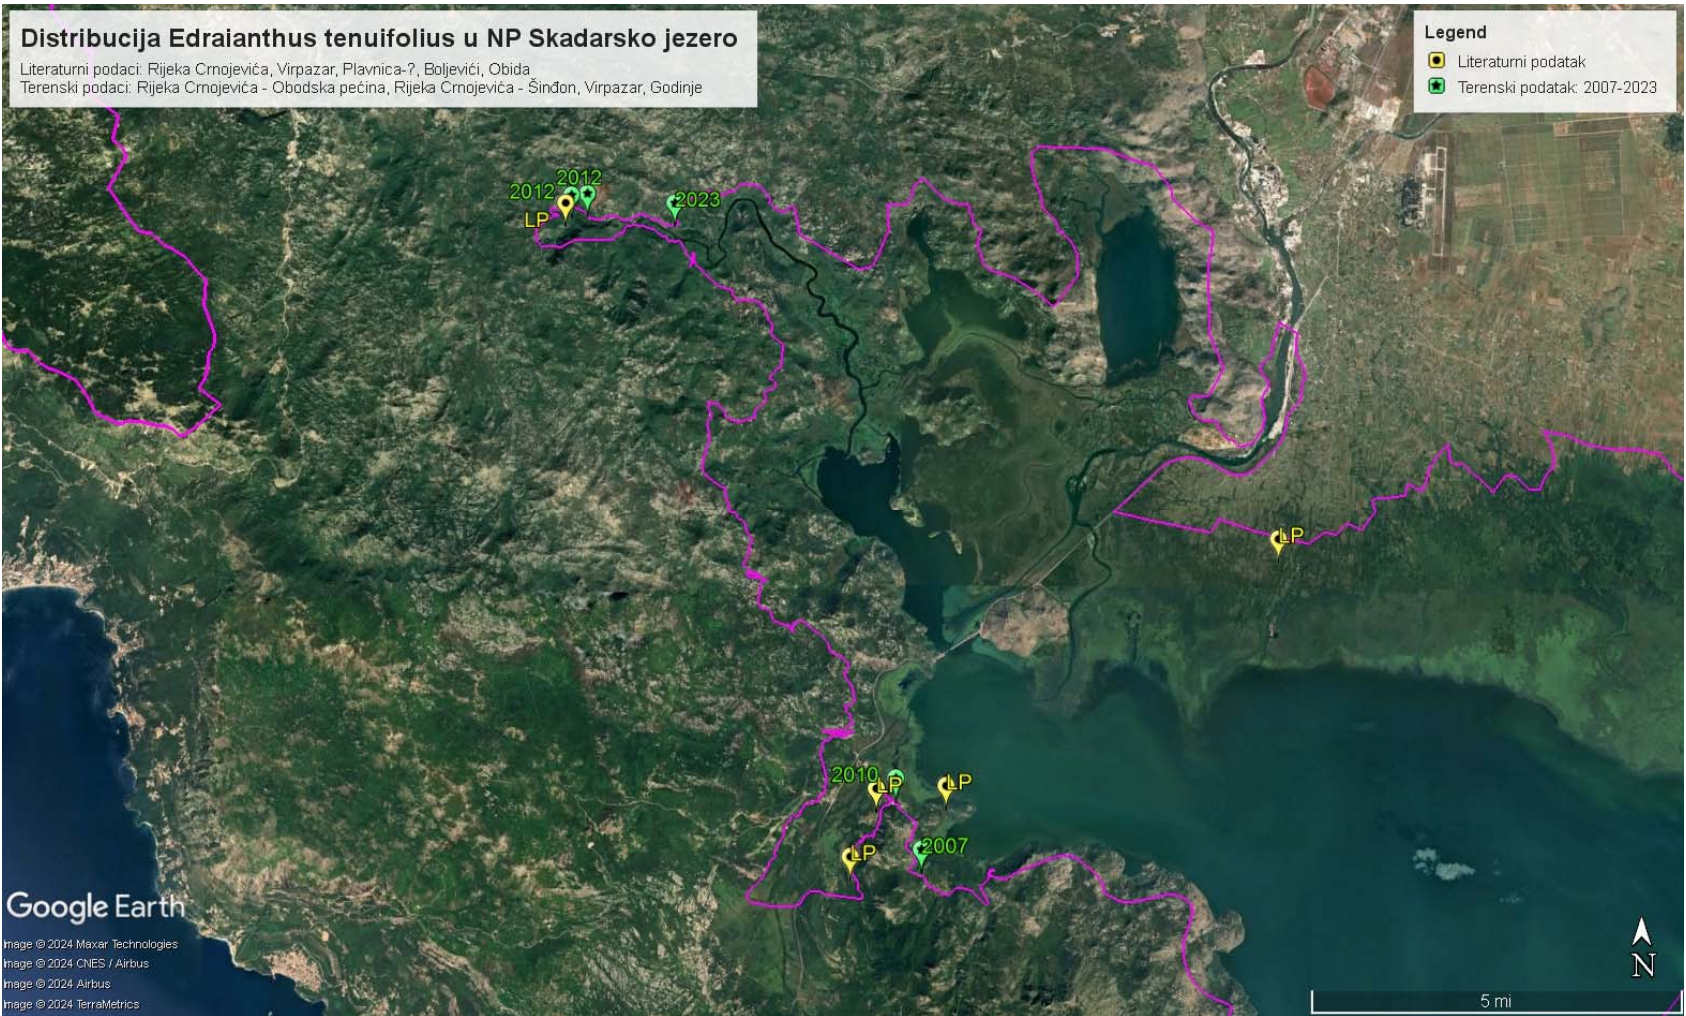 Distribucija Edraianthus tenuifolius u NP Skadarsko jezero
Literaturni podaci: Rijeka Crnojevića, Virpazar, Plavnica-?, Boljevići, Obida
Terenski podaci: Rijeka Crnojevića - Obodska pećina, Rijeka Crnojevića - Šinđon, Virpazar, Godinje
Legend
Literaturni podatak
Terenski podatak: 2007-2023
2012
2012
2023
LP
LP
2010
LP
LP
LP
2007
Google Earth
Image © 2024 Maxar Technologies
Image © 2024 CNES / Airbus
Image © 2024 Airbus
Image © 2024 TerraMetrics
N
5 mi